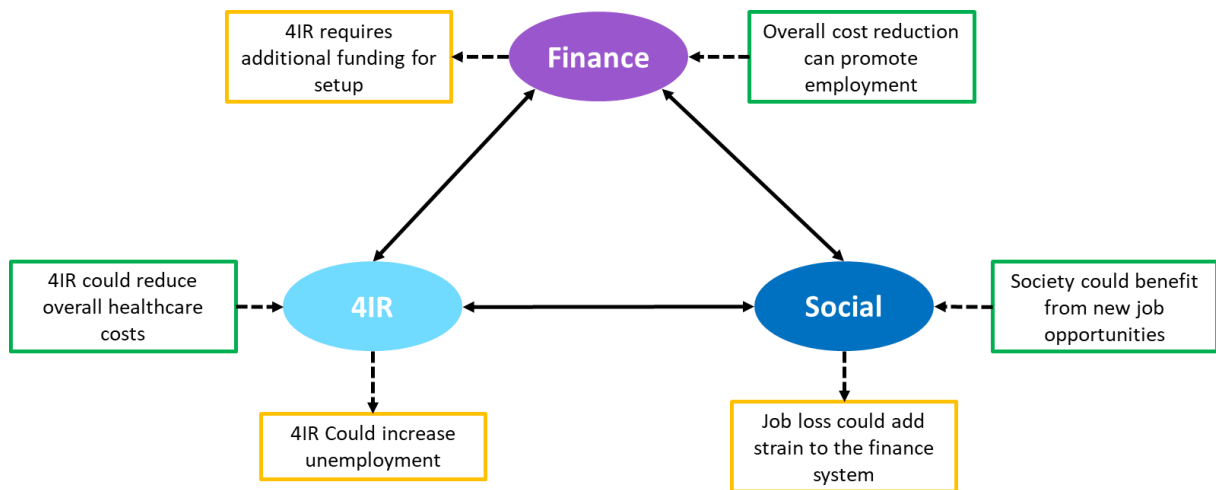 4IR requires
additional funding for
setup
Finance
Overall cost reduction
can promote
employment
4IR could reduce
overall healthcare
costs
4IR
Social
Society could benefit
from new job
opportunities
4IR Could increase
unemployment
Job loss could add
strain to the finance
system